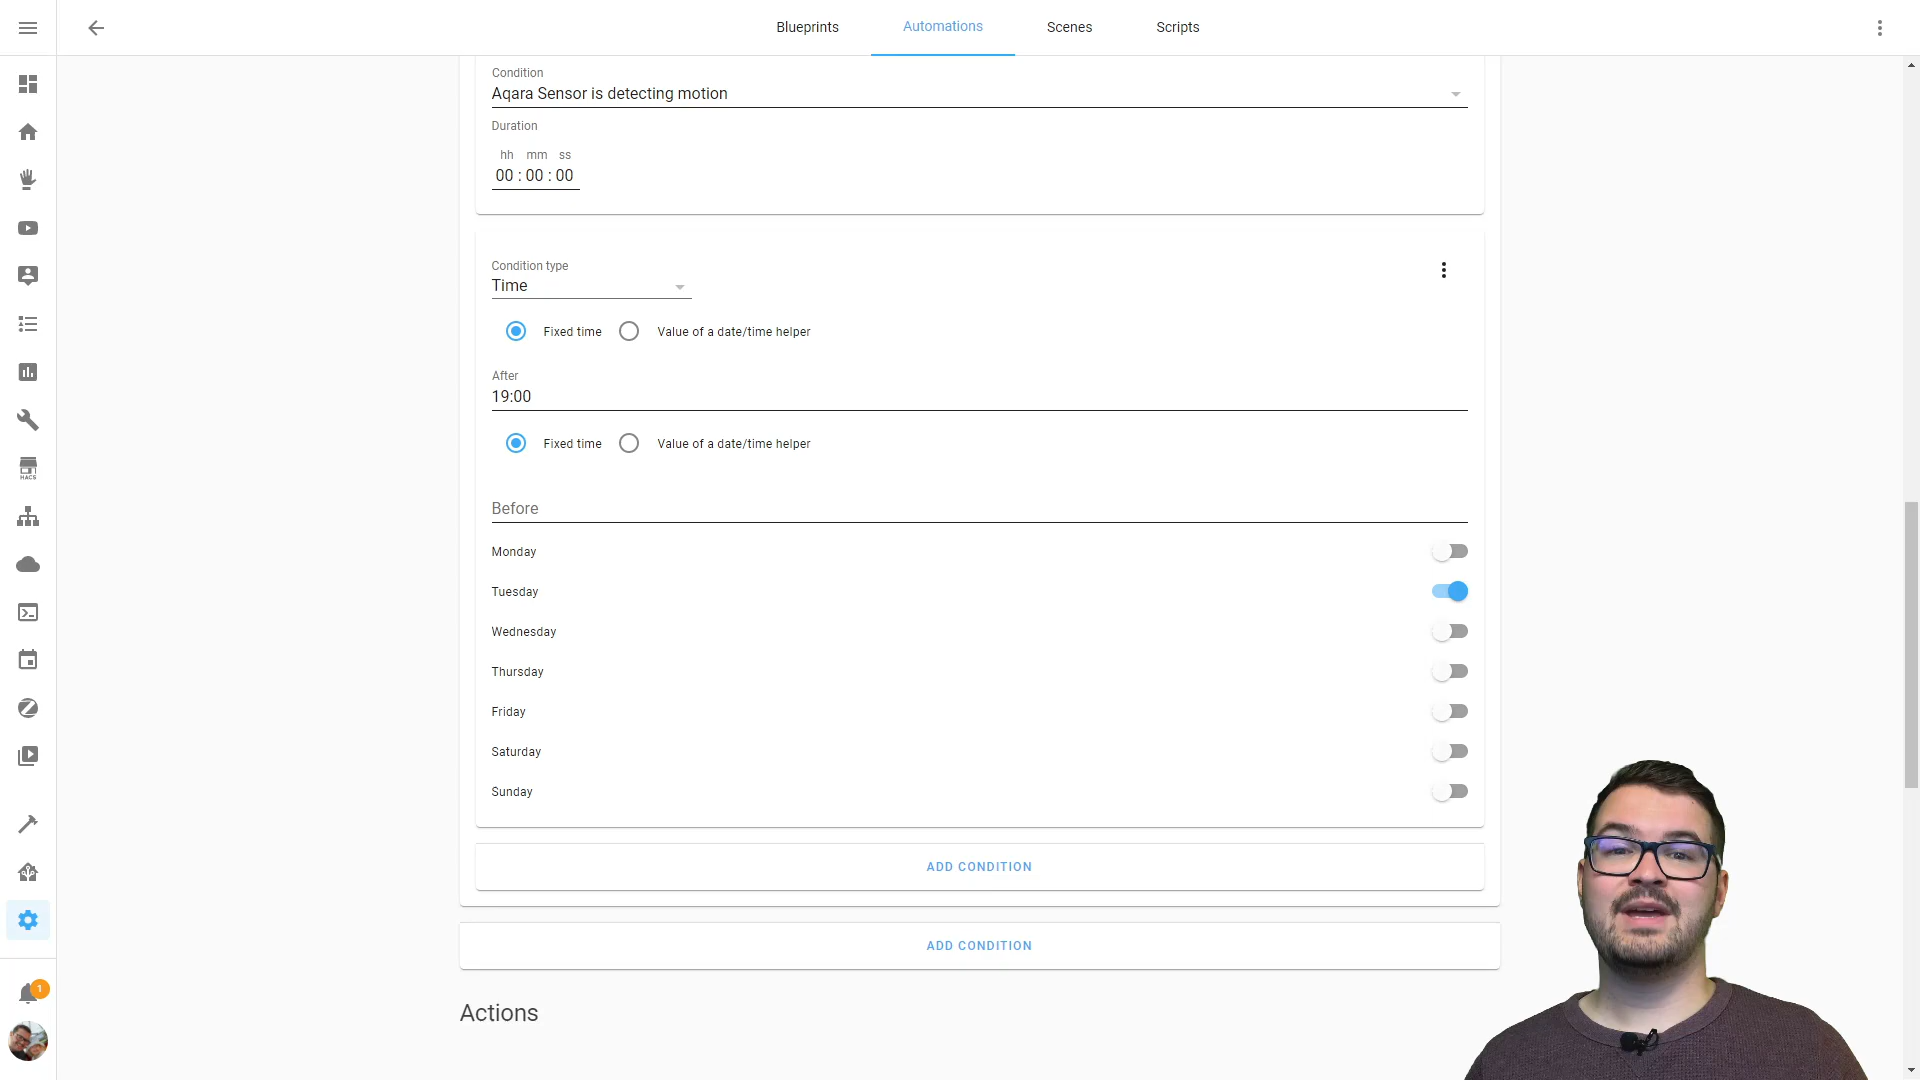 Blueprints
Automations
Scenes
Scripts
Condition
Aqara Sensor is detecting motion
Duration
hh mm ss
00 : 00 : 00
Condition type
Time
Fixed time
Value of a date/time helper
After
19:00
Fixed time
Value of a date/time helper
Before
Monday
Tuesday
Wednesday
Thursday
Friday
Saturday
Sunday
ADD CONDITION
ADD CONDITION
Actions
HACS
1